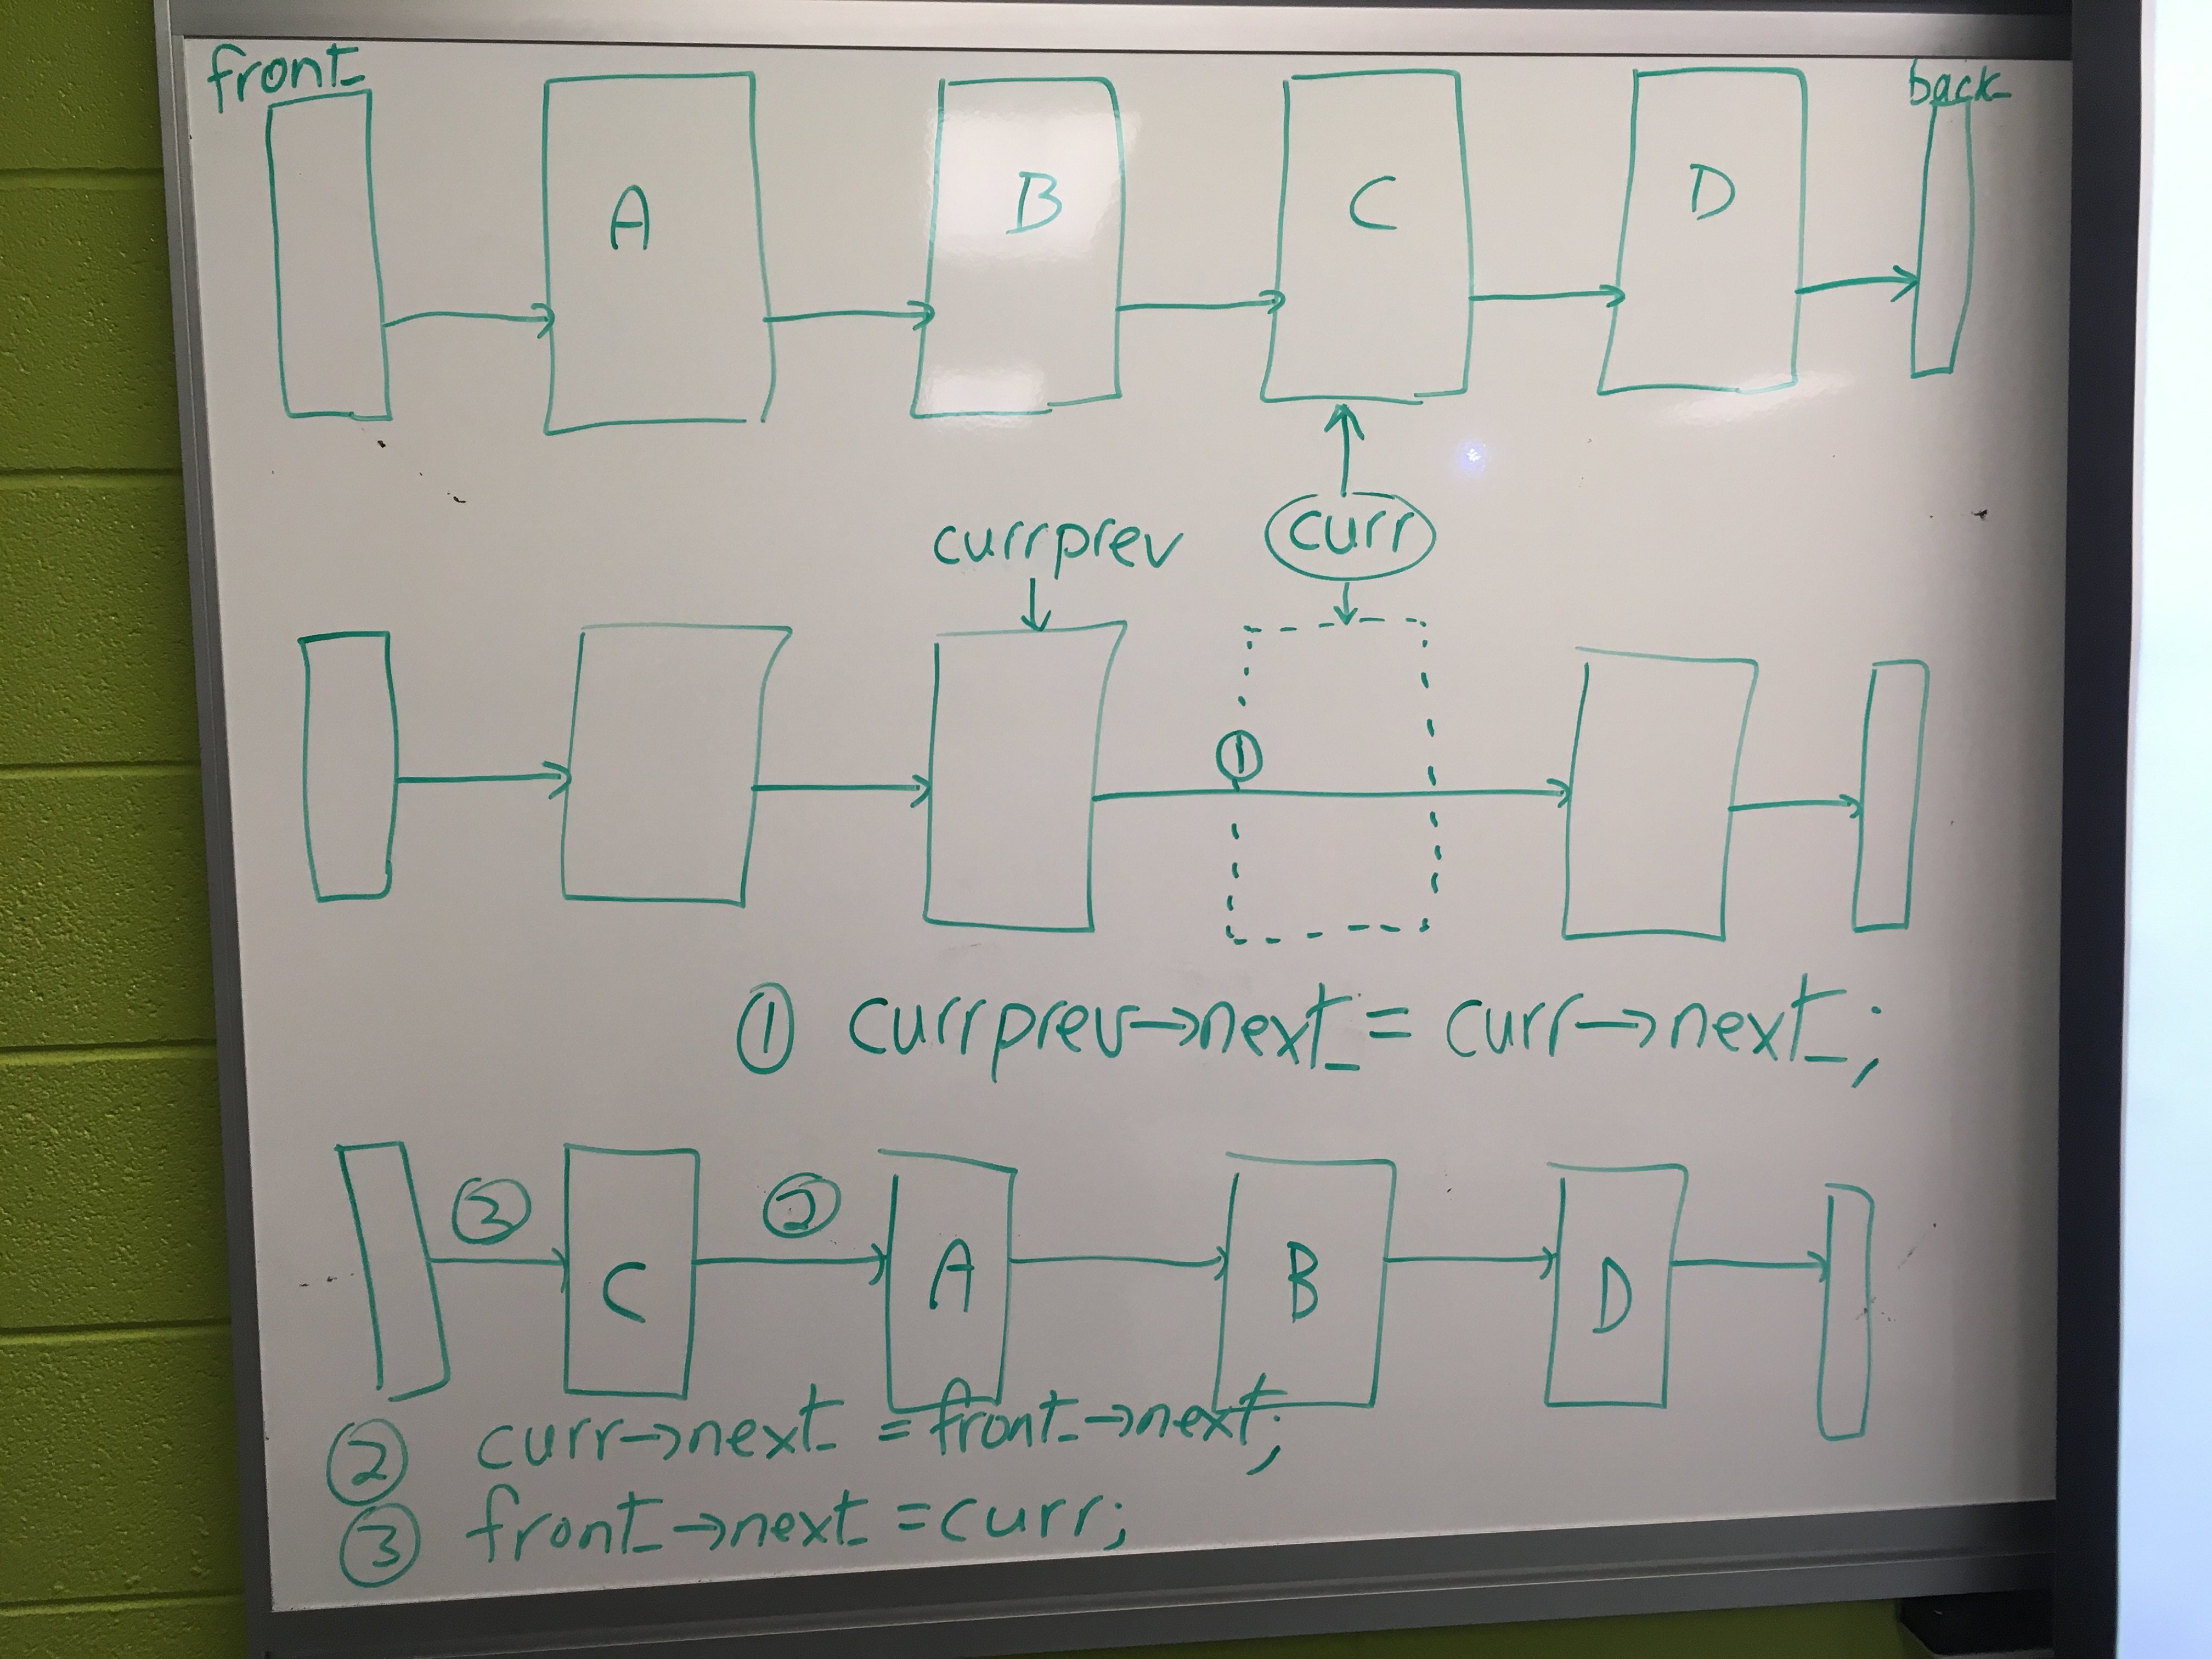 front_
back_
A
B
C
D
currprev
curr
①
① currprev->next_ = curr->next_;
③
②
C
A
B
D
② curr->next_ = front_->next_;
③ front_->next_ = curr;